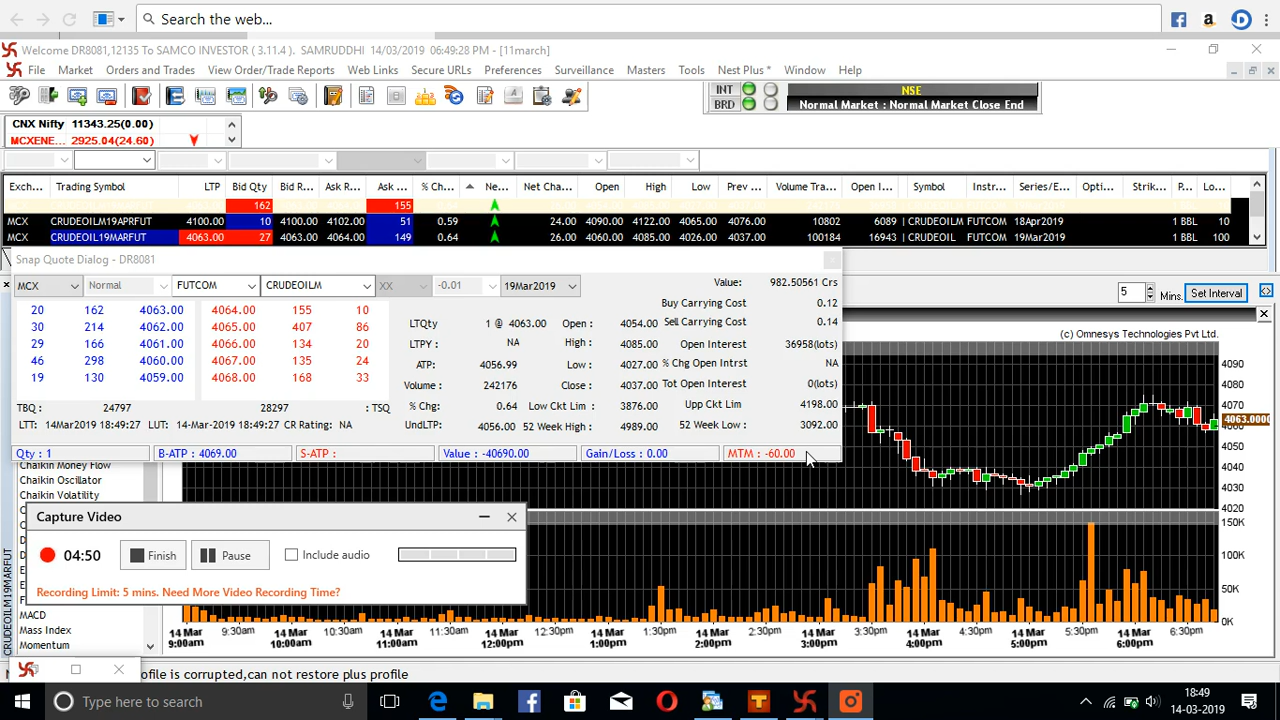 Search the web...
Welcome DR8081,12135 To SAMCO INVESTOR ( 3.11.4 ). SAMRUDDHI 14/03/2019 06:49:28 PM - [11march]
File Market Orders and Trades View Order/Trade Reports Web Links Secure URLs Preferences Surveillance Masters Tools Nest Plus * Window Help
INT NSE
BRD Normal Market : Normal Market Close End
CNX Nifty 11343.25(0.00)
MCXENE... 2925.04(24.60)
Exch... Trading Symbol LTP Bid Qty Bid R... Ask R... Ask ... % Ch... Ne... Net Cha... Open High Low Prev ... Volume Tra... Open I... Symbol Instr... Series/E... Opti... Strik... P... Lo...
162 155
MCX CRUDEOILM19APRFUT 4100.00 10 4100.00 4102.00 51 0.59 24.00 4090.00 4122.00 4065.00 4076.00 10802 6089 | CRUDEOILM FUTCOM 18Apr2019 1 BBL 10
MCX CRUDEOIL19MARFUT 4063.00 27 4063.00 4064.00 149 0.64 26.00 4060.00 4085.00 4026.00 4037.00 100184 16943 | CRUDEOIL FUTCOM 19Mar2019 1 BBL 100
Snap Quote Dialog - DR8081
MCX Normal FUTCOM CRUDEOILM XX -0.01 19Mar2019
Value: 982.50561 Crs
5 Mins. Set Interval
20 162 4063.00 4064.00 155 10
30 214 4062.00 4065.00 407 86
29 166 4061.00 4066.00 134 20
46 298 4060.00 4067.00 135 24
19 130 4059.00 4068.00 168 33
TBQ : 24797 28297 : TSQ
LTT: 14Mar2019 18:49:27 LUT: 14-Mar-2019 18:49:27 CR Rating: NA
LTQty 1 @ 4063.00 Open : 4054.00
LTPY : NA High : 4085.00
ATP: 4056.99 Low : 4027.00
Volume : 242176 Close : 4037.00
% Chg: 0.64 Low Ckt Lim : 3876.00
UndLTP: 4056.00 52 Week High : 4989.00
Buy Carrying Cost 0.12
Sell Carrying Cost 0.14
Open Interest 36958(lots)
% Chg Open Intrst NA
Tot Open Interest 0(lots)
Upp Ckt Lim 4198.00
52 Week Low : 3092.00
Qty : 1 B-ATP : 4069.00 S-ATP : Value : -40690.00 Gain/Loss : 0.00 MTM : -60.00
(c) Omnesys Technologies Pvt Ltd.
4090
4080
4070
4063.0000
4050
4040
4030
4020
150K
100K
50K
0K
Chaikin Money Flow
Chaikin Oscillator
Chaikin Volatility
Capture Video
04:50 Finish Pause Include audio
Recording Limit: 5 mins. Need More Video Recording Time?
MACD
Mass Index
Momentum
CRUDEOILM19MARFUT
14 Mar 9:30am 14 Mar 10:30am 14 Mar 11:30am 14 Mar 12:30pm 14 Mar 1:30pm 14 Mar 2:30pm 14 Mar 3:30pm 14 Mar 4:30pm 14 Mar 5:30pm 14 Mar 6:30pm
9:00am 10:00am 11:00am 12:00pm 1:00pm 2:00pm 3:00pm 4:00pm 5:00pm 6:00pm
ofile is corrupted,can not restore plus profile
Type here to search
18:49
14-03-2019